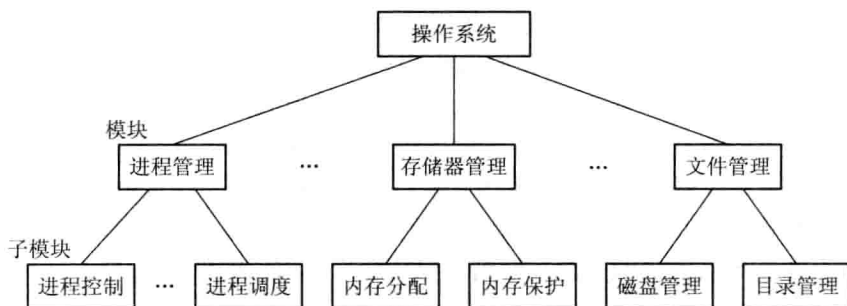 操作系统
模块
进程管理 … 存储器管理 … 文件管理
子模块
进程控制 … 进程调度 内存分配 内存保护 磁盘管理 目录管理